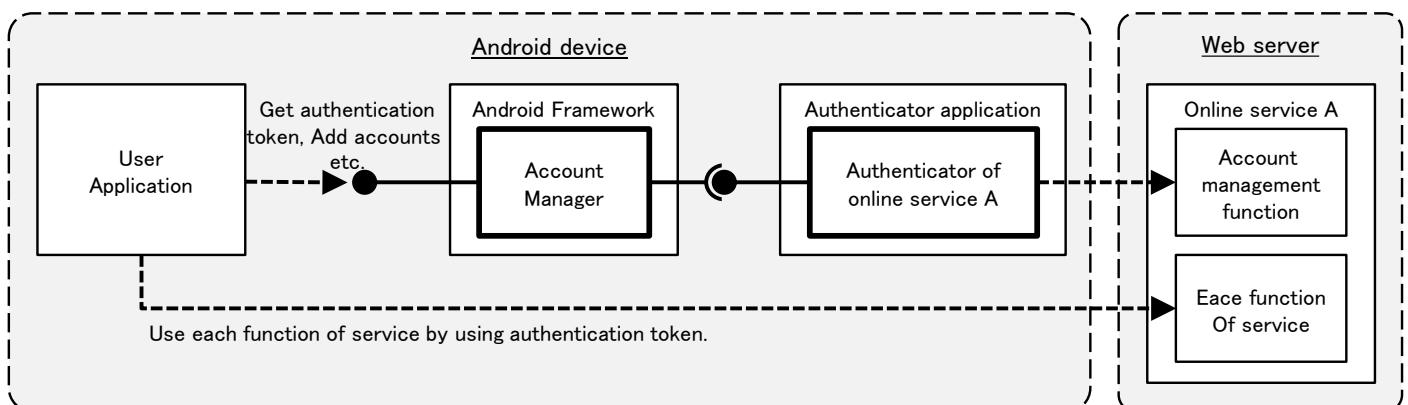 Android device
Web server
User
Application
Get authentication
token, Add accounts
etc.
Android Framework
Account
Manager
Authenticator application
Authenticator of
online service A
Online service A
Account
management
function
Eace function
Of service
Use each function of service by using authentication token.